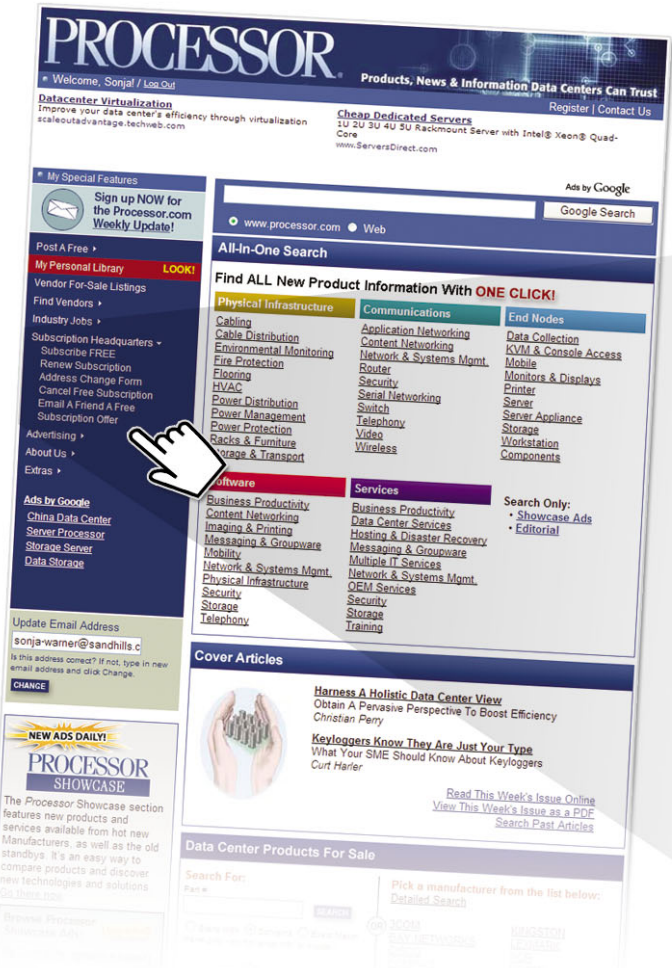 PROCESSOR.
Products, News & Information Data Centers Can Trust
Welcome, Sonja! / Log Out
Register | Contact Us
Datacenter Virtualization
Improve your data center's efficiency through virtualization
scaleoutadvantage.techweb.com
Cheap Dedicated Servers
1U 2U 3U 4U 5U Rackmount Server with Intel® Xeon® Quad-
Core
www.ServersDirect.com
Ads by Google
My Special Features
Sign up NOW for
the Processor.com
Weekly Update!
Post A Free
My Personal Library LOOK!
Vendor For-Sale Listings
Find Vendors
Industry Jobs
Subscription Headquarters
Subscribe FREE
Renew Subscription
Address Change Form
Cancel Free Subscription
Email A Friend A Free
Subscription Offer
Advertising
About Us
Extras
Ads by Google
China Data Center
Server Processor
Storage Server
Data Storage
Update Email Address
sonja-warner@sandhills.c
Is this address correct? If not, type in new
email address and click Change.
CHANGE
NEW ADS DAILY!
PROCESSOR
SHOWCASE
The Processor Showcase section
features new products and
services available from hot new
Manufacturers, as well as the old
standbys. It's an easy way to
compare products and discover
new technologies and solutions.
Go there now
Google Search
www.processor.com Web
All-In-One Search
Find ALL New Product Information With ONE CLICK!
Physical Infrastructure
Cabling
Cable Distribution
Environmental Monitoring
Fire Protection
Flooring
HVAC
Power Distribution
Power Management
Power Protection
Racks & Furniture
Storage & Transport
Communications
Application Networking
Content Networking
Network & Systems Mgmt.
Router
Security
Serial Networking
Switch
Telephony
Video
Wireless
End Nodes
Data Collection
KVM & Console Access
Mobile
Monitors & Displays
Printer
Server
Server Appliance
Storage
Workstation
Components
Software
Business Productivity
Content Networking
Imaging & Printing
Messaging & Groupware
Mobility
Network & Systems Mgmt.
Physical Infrastructure
Security
Storage
Telephony
Services
Business Productivity
Data Center Services
Hosting & Disaster Recovery
Messaging & Groupware
Multiple IT Services
Network & Systems Mgmt.
OEM Services
Security
Storage
Training
Search Only:
• Showcase Ads
• Editorial
Cover Articles
Harness A Holistic Data Center View
Obtain A Pervasive Perspective To Boost Efficiency
Christian Perry
Keyloggers Know They Are Just Your Type
What Your SME Should Know About Keyloggers
Curt Harler
Read This Week's Issue Online
View This Week's Issue as a PDF
Search Past Articles
Data Center Products For Sale
Search For:
Part #
SEARCH
OR
Pick a manufacturer from the list below:
Detailed Search
3COM
KINGSTON